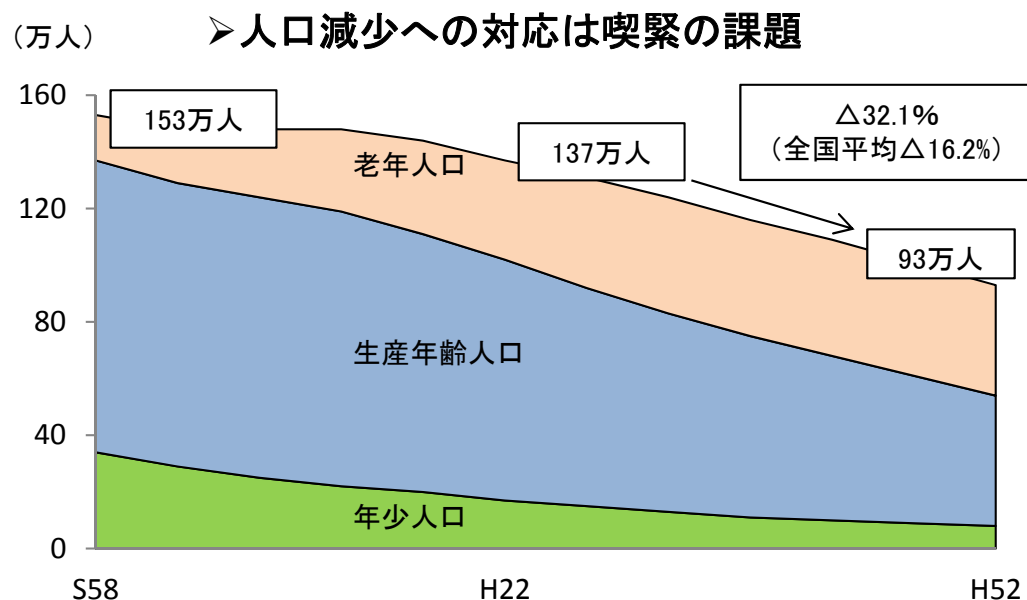 （万人）
➢人口減少への対応は喫緊の課題
160
120
80
40
0
153万人
老年人口
137万人
△32.1%
（全国平均△16.2%）
93万人
生産年齢人口
年少人口
S58
H22
H52